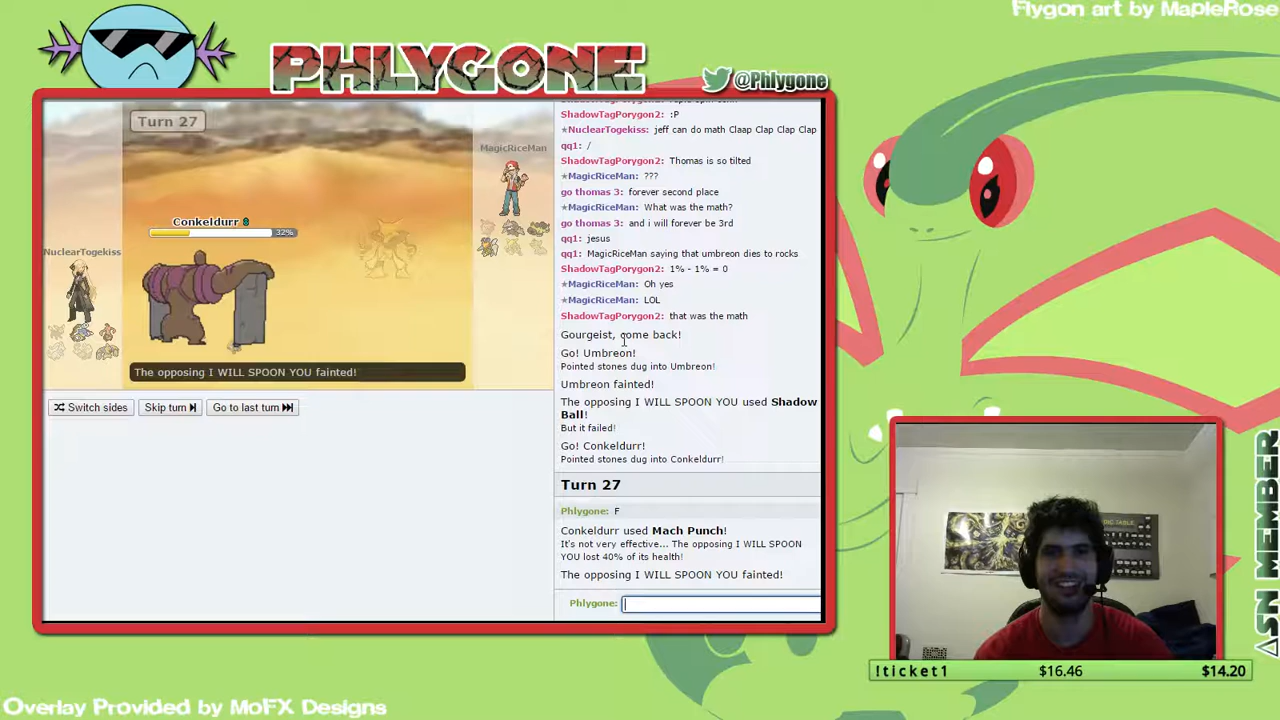 Flygon art by MapleRose
PHLYGONE
@Phlygone
Turn 27
MagicRiceMan
Conkeldurr
32%
NuclearTogekiss
The opposing I WILL SPOON YOU fainted!
Switch sides
Skip turn
Go to last turn
ShadowTagPorygon2: :P
★NuclearTogekiss: jeff can do math Claap Clap Clap Clap
qq1: /
ShadowTagPorygon2: Thomas is so tilted
★MagicRiceMan: ???
go thomas 3: forever second place
★MagicRiceMan: What was the math?
go thomas 3: and i will forever be 3rd
qq1: jesus
qq1: MagicRiceMan saying that umbreon dies to rocks
ShadowTagPorygon2: 1% - 1% = 0
★MagicRiceMan: Oh yes
★MagicRiceMan: LOL
ShadowTagPorygon2: that was the math
Gourgeist, come back!
Go! Umbreon!
Pointed stones dug into Umbreon!
Umbreon fainted!
The opposing I WILL SPOON YOU used Shadow
Ball!
But it failed!
Go! Conkeldurr!
Pointed stones dug into Conkeldurr!
Turn 27
Phlygone: F
Conkeldurr used Mach Punch!
It's not very effective... The opposing I WILL SPOON
YOU lost 40% of its health!
The opposing I WILL SPOON YOU fainted!
Phlygone:
!ticket1 $16.46 $14.20
ASN MEMBER
Overlay Provided by MoFX Designs